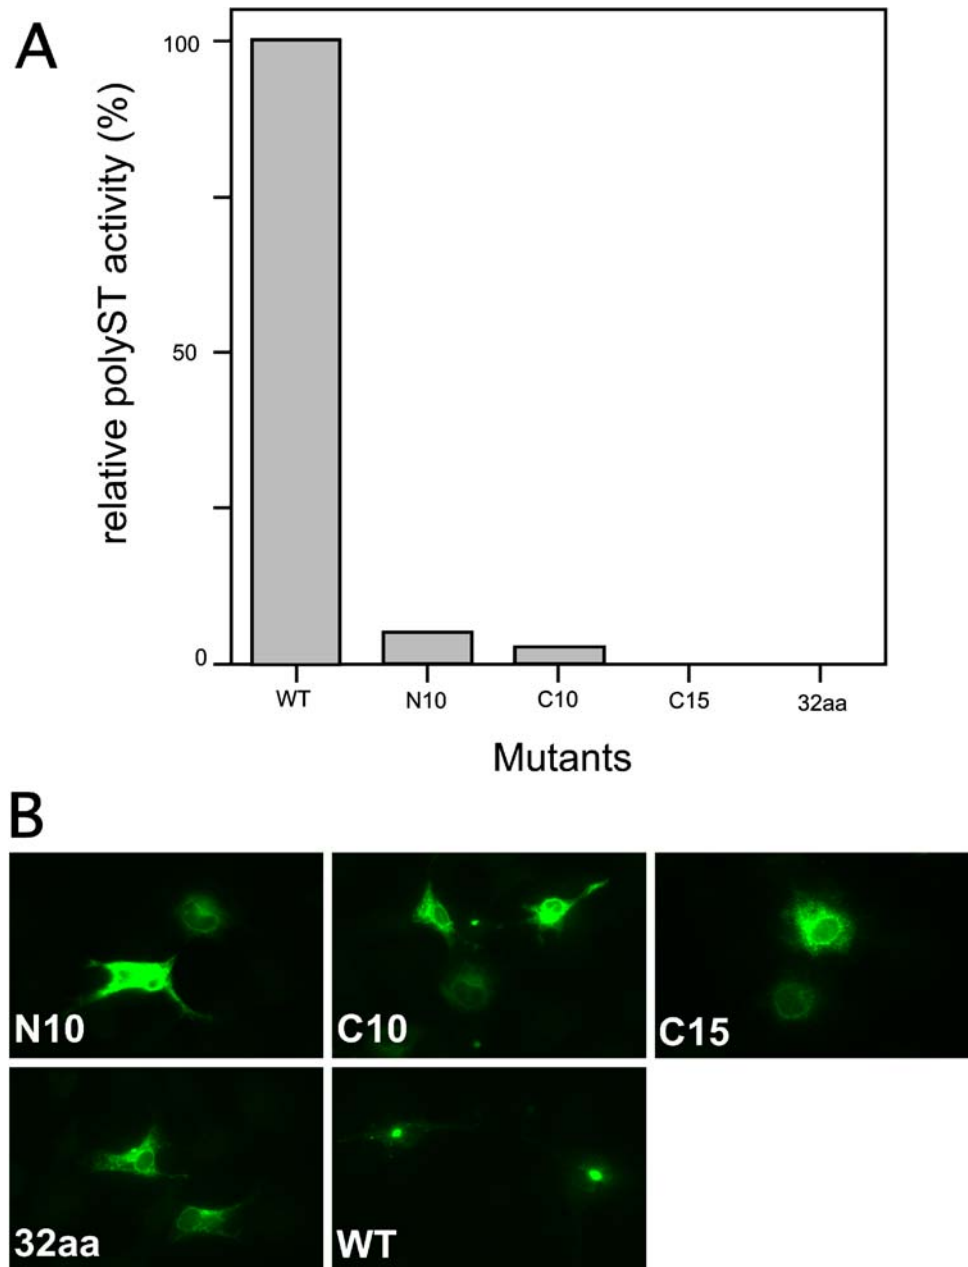 A
relative polyST activity (%)
100
50
0
WT N10 C10 C15 32aa
Mutants
B
N10 C10 C15
32aa WT